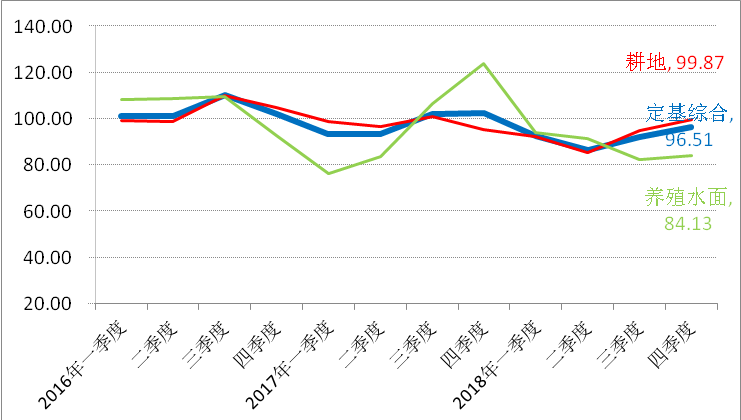 140.00
120.00
100.00
80.00
60.00
40.00
20.00
耕地, 99.87
定基综合,
96.51
养殖水面,
84.13
2016年一季度
二季度
三季度
四季度
2017年一季度
二季度
三季度
四季度
2018年一季度
二季度
三季度
四季度